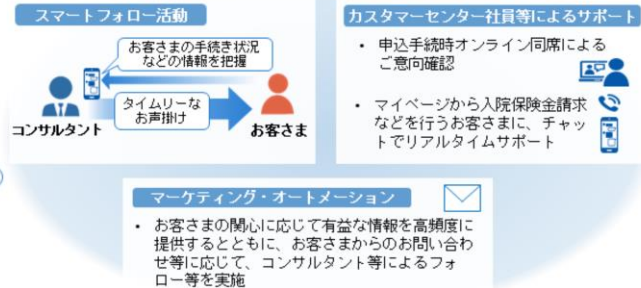 スマートフォロー活動
お客さまの手続き状況
などの情報を把握
タイムリーな
お声掛け
コンサルタント
お客さま
カスタマーセンター社員等によるサポート
・ 申込手続時オンライン同席による
ご意向確認
・ マイページから入院保険金請求
などを行うお客さまに、チャッ
トでリアルタイムサポート
マーケティング・オートメーション
・ お客さまの関心に応じて有益な情報を高頻度に
提供するとともに、お客さまからのお問い合わ
せ等に応じて、コンサルタント等によるフォ
ロー等を実施